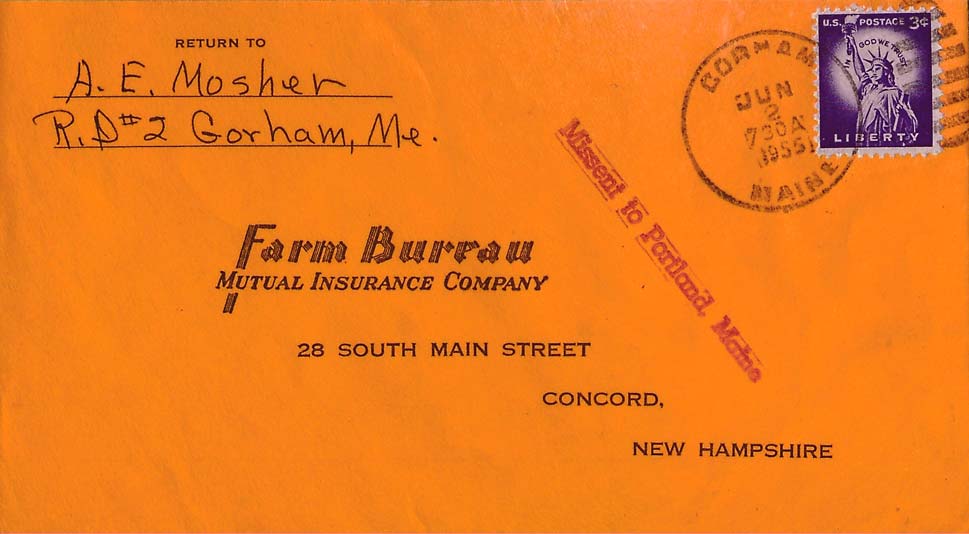 RETURN TO
A. E. Mosher
R.D#2 Gorham, Me.
U.S. POSTAGE 3¢
IN GOD WE TRUST
LIBERTY
GORHAM
JUN
2
730A
1955
MAINE
Missent to Portland, Maine
Farm Bureau
MUTUAL INSURANCE COMPANY
28 SOUTH MAIN STREET
CONCORD,
NEW HAMPSHIRE